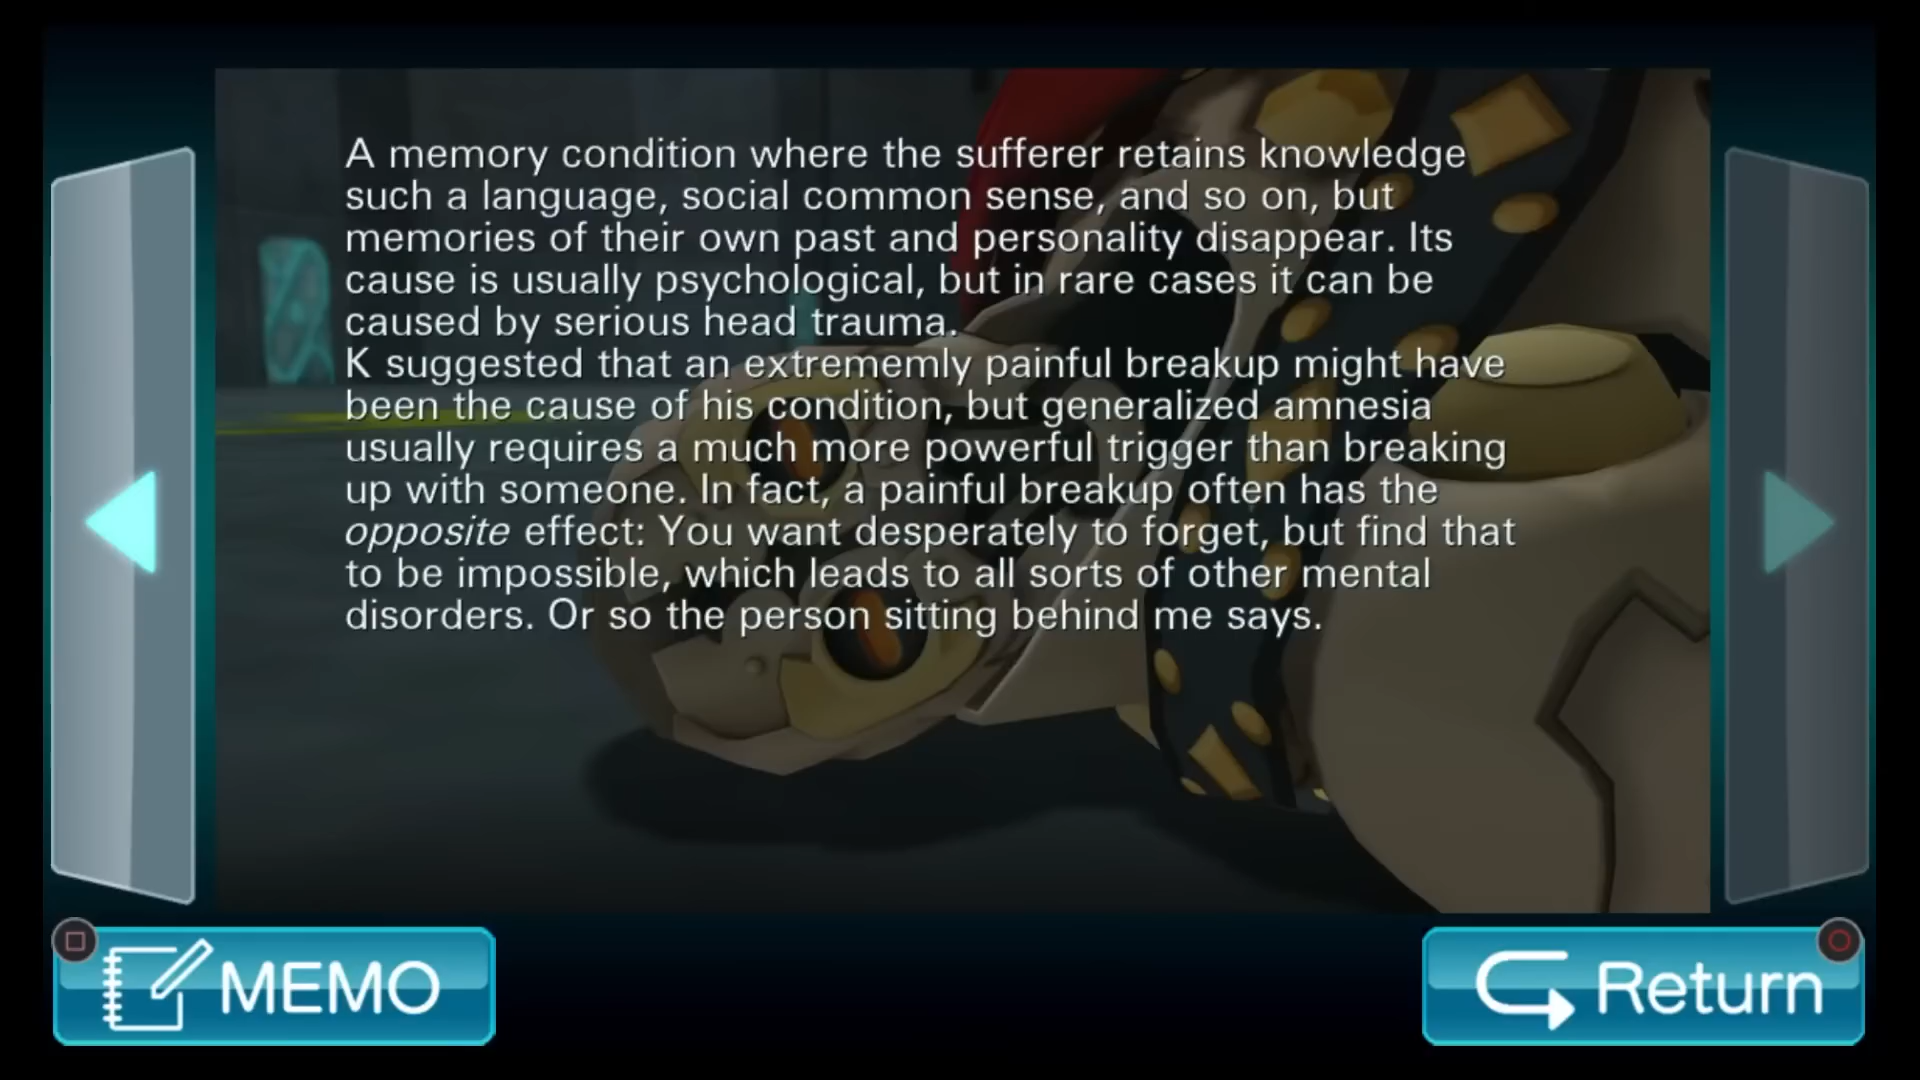 A memory condition where the sufferer retains knowledge
such a language, social common sense, and so on, but
memories of their own past and personality disappear. Its
cause is usually psychological, but in rare cases it can be
caused by serious head trauma.
K suggested that an extrememly painful breakup might have
been the cause of his condition, but generalized amnesia
usually requires a much more powerful trigger than breaking
up with someone. In fact, a painful breakup often has the
opposite effect: You want desperately to forget, but find that
to be impossible, which leads to all sorts of other mental
disorders. Or so the person sitting behind me says.
MEMO
Return